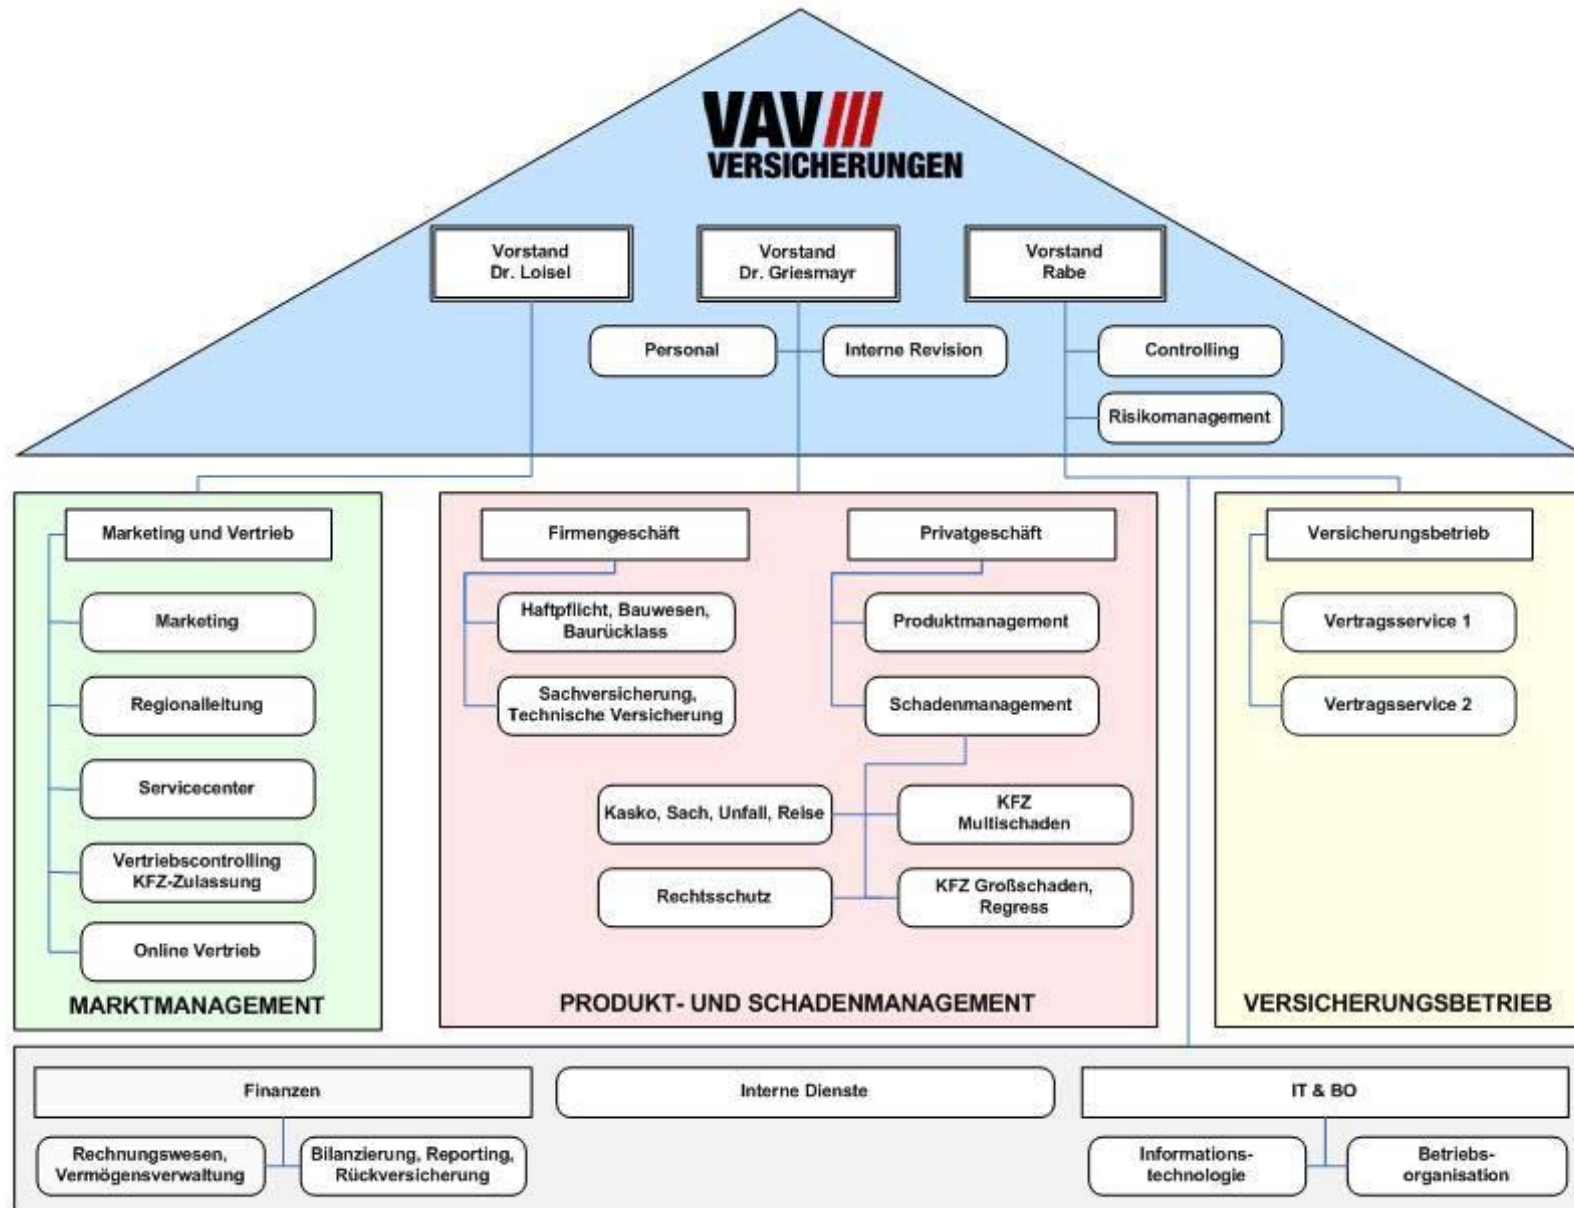 VAV
VERSICHERUNGEN
Vorstand
Dr. Loisel
Vorstand
Dr. Griesmayr
Vorstand
Rabe
Personal
Interne Revision
Controlling
Risikomanagement
Marketing und Vertrieb
Marketing
Regionalleitung
Servicecenter
Vertriebscontrolling
KFZ-Zulassung
Online Vertrieb
MARKTMANAGEMENT
Firmengeschäft
Haftpflicht, Bauwesen,
Baurücklass
Sachversicherung,
Technische Versicherung
Privatgeschäft
Produktmanagement
Schadenmanagement
Kasko, Sach, Unfall, Reise
KFZ
Multischaden
Rechtsschutz
KFZ Großschaden,
Regress
PRODUKT- UND SCHADENMANAGEMENT
Versicherungsbetrieb
Vertragsservice 1
Vertragsservice 2
VERSICHERUNGSBETRIEB
Finanzen
Rechnungswesen,
Vermögensverwaltung
Bilanzierung, Reporting,
Rückversicherung
Interne Dienste
IT & BO
Informations-
technologie
Betriebs-
organisation